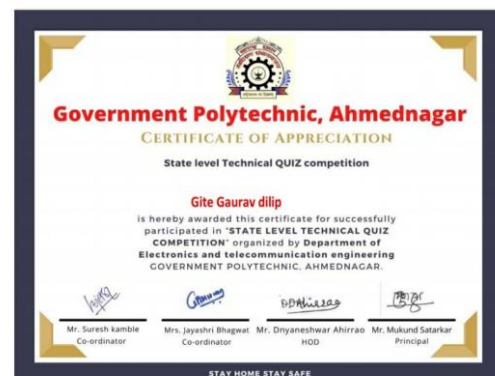 Government Polytechnic, Ahmednagar
CERTIFICATE OF APPRECIATION
State level Technical QUIZ competition
Gite Gaurav dilip
is hereby awarded this certificate for successfully
participated in "STATE LEVEL TECHNICAL QUIZ
COMPETITION" organized by Department of
Electronics and telecommunication engineering
GOVERNMENT POLYTECHNIC, AHMEDNAGAR.
Mr. Suresh kamble
Co-ordinator
Mrs. Jayashri Bhagwat
Co-ordinator
Mr. Dnyaneshwar Ahirrao
HOD
Mr. Mukund Satarkar
Principal
STAY HOME STAY SAFE